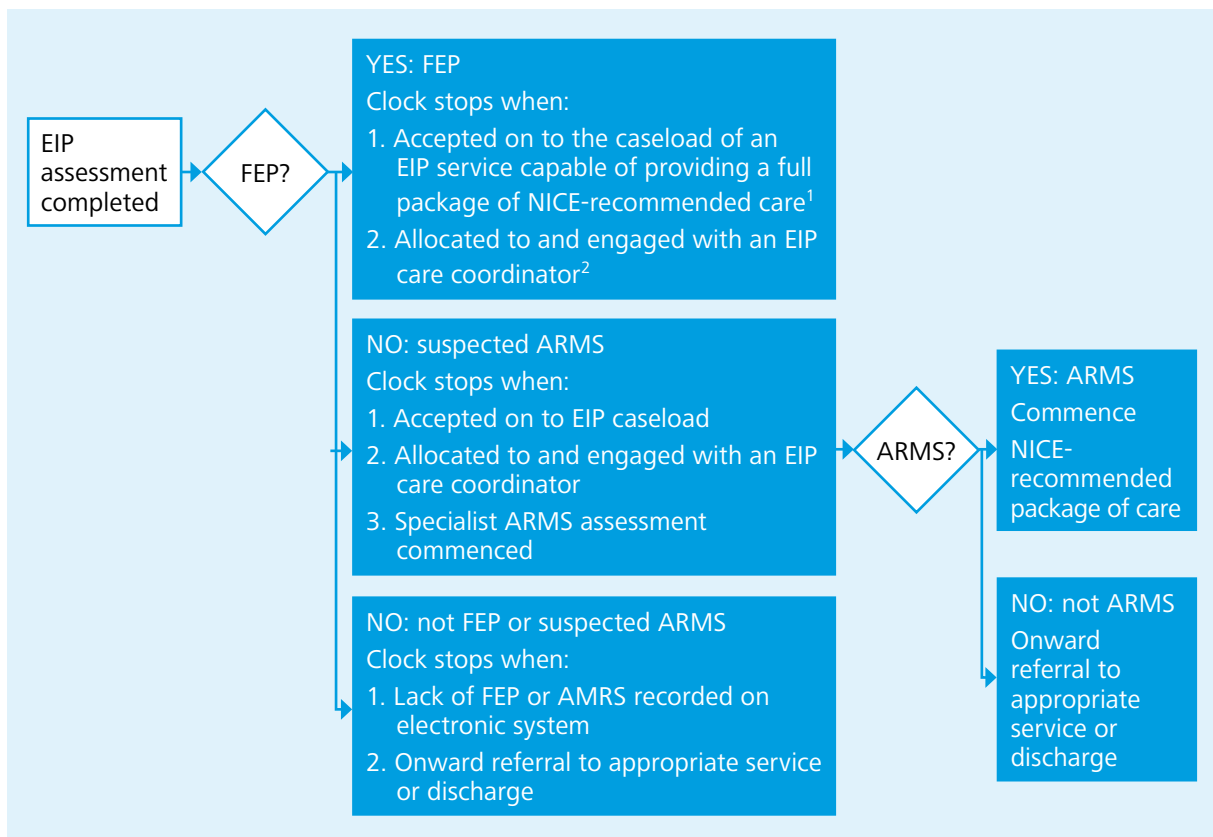 EIP
assessment
completed
FEP?
YES: FEP
Clock stops when:
1. Accepted on to the caseload of an
EIP service capable of providing a full
package of NICE-recommended care1
2. Allocated to and engaged with an EIP
care coordinator2
NO: suspected ARMS
Clock stops when:
1. Accepted on to EIP caseload
2. Allocated to and engaged with an EIP
care coordinator
3. Specialist ARMS assessment
commenced
NO: not FEP or suspected ARMS
Clock stops when:
1. Lack of FEP or AMRS recorded on
electronic system
2. Onward referral to appropriate service
or discharge
ARMS?
YES: ARMS
Commence
NICE-
recommended
package of care
NO: not ARMS
Onward
referral to
appropriate
service or
discharge